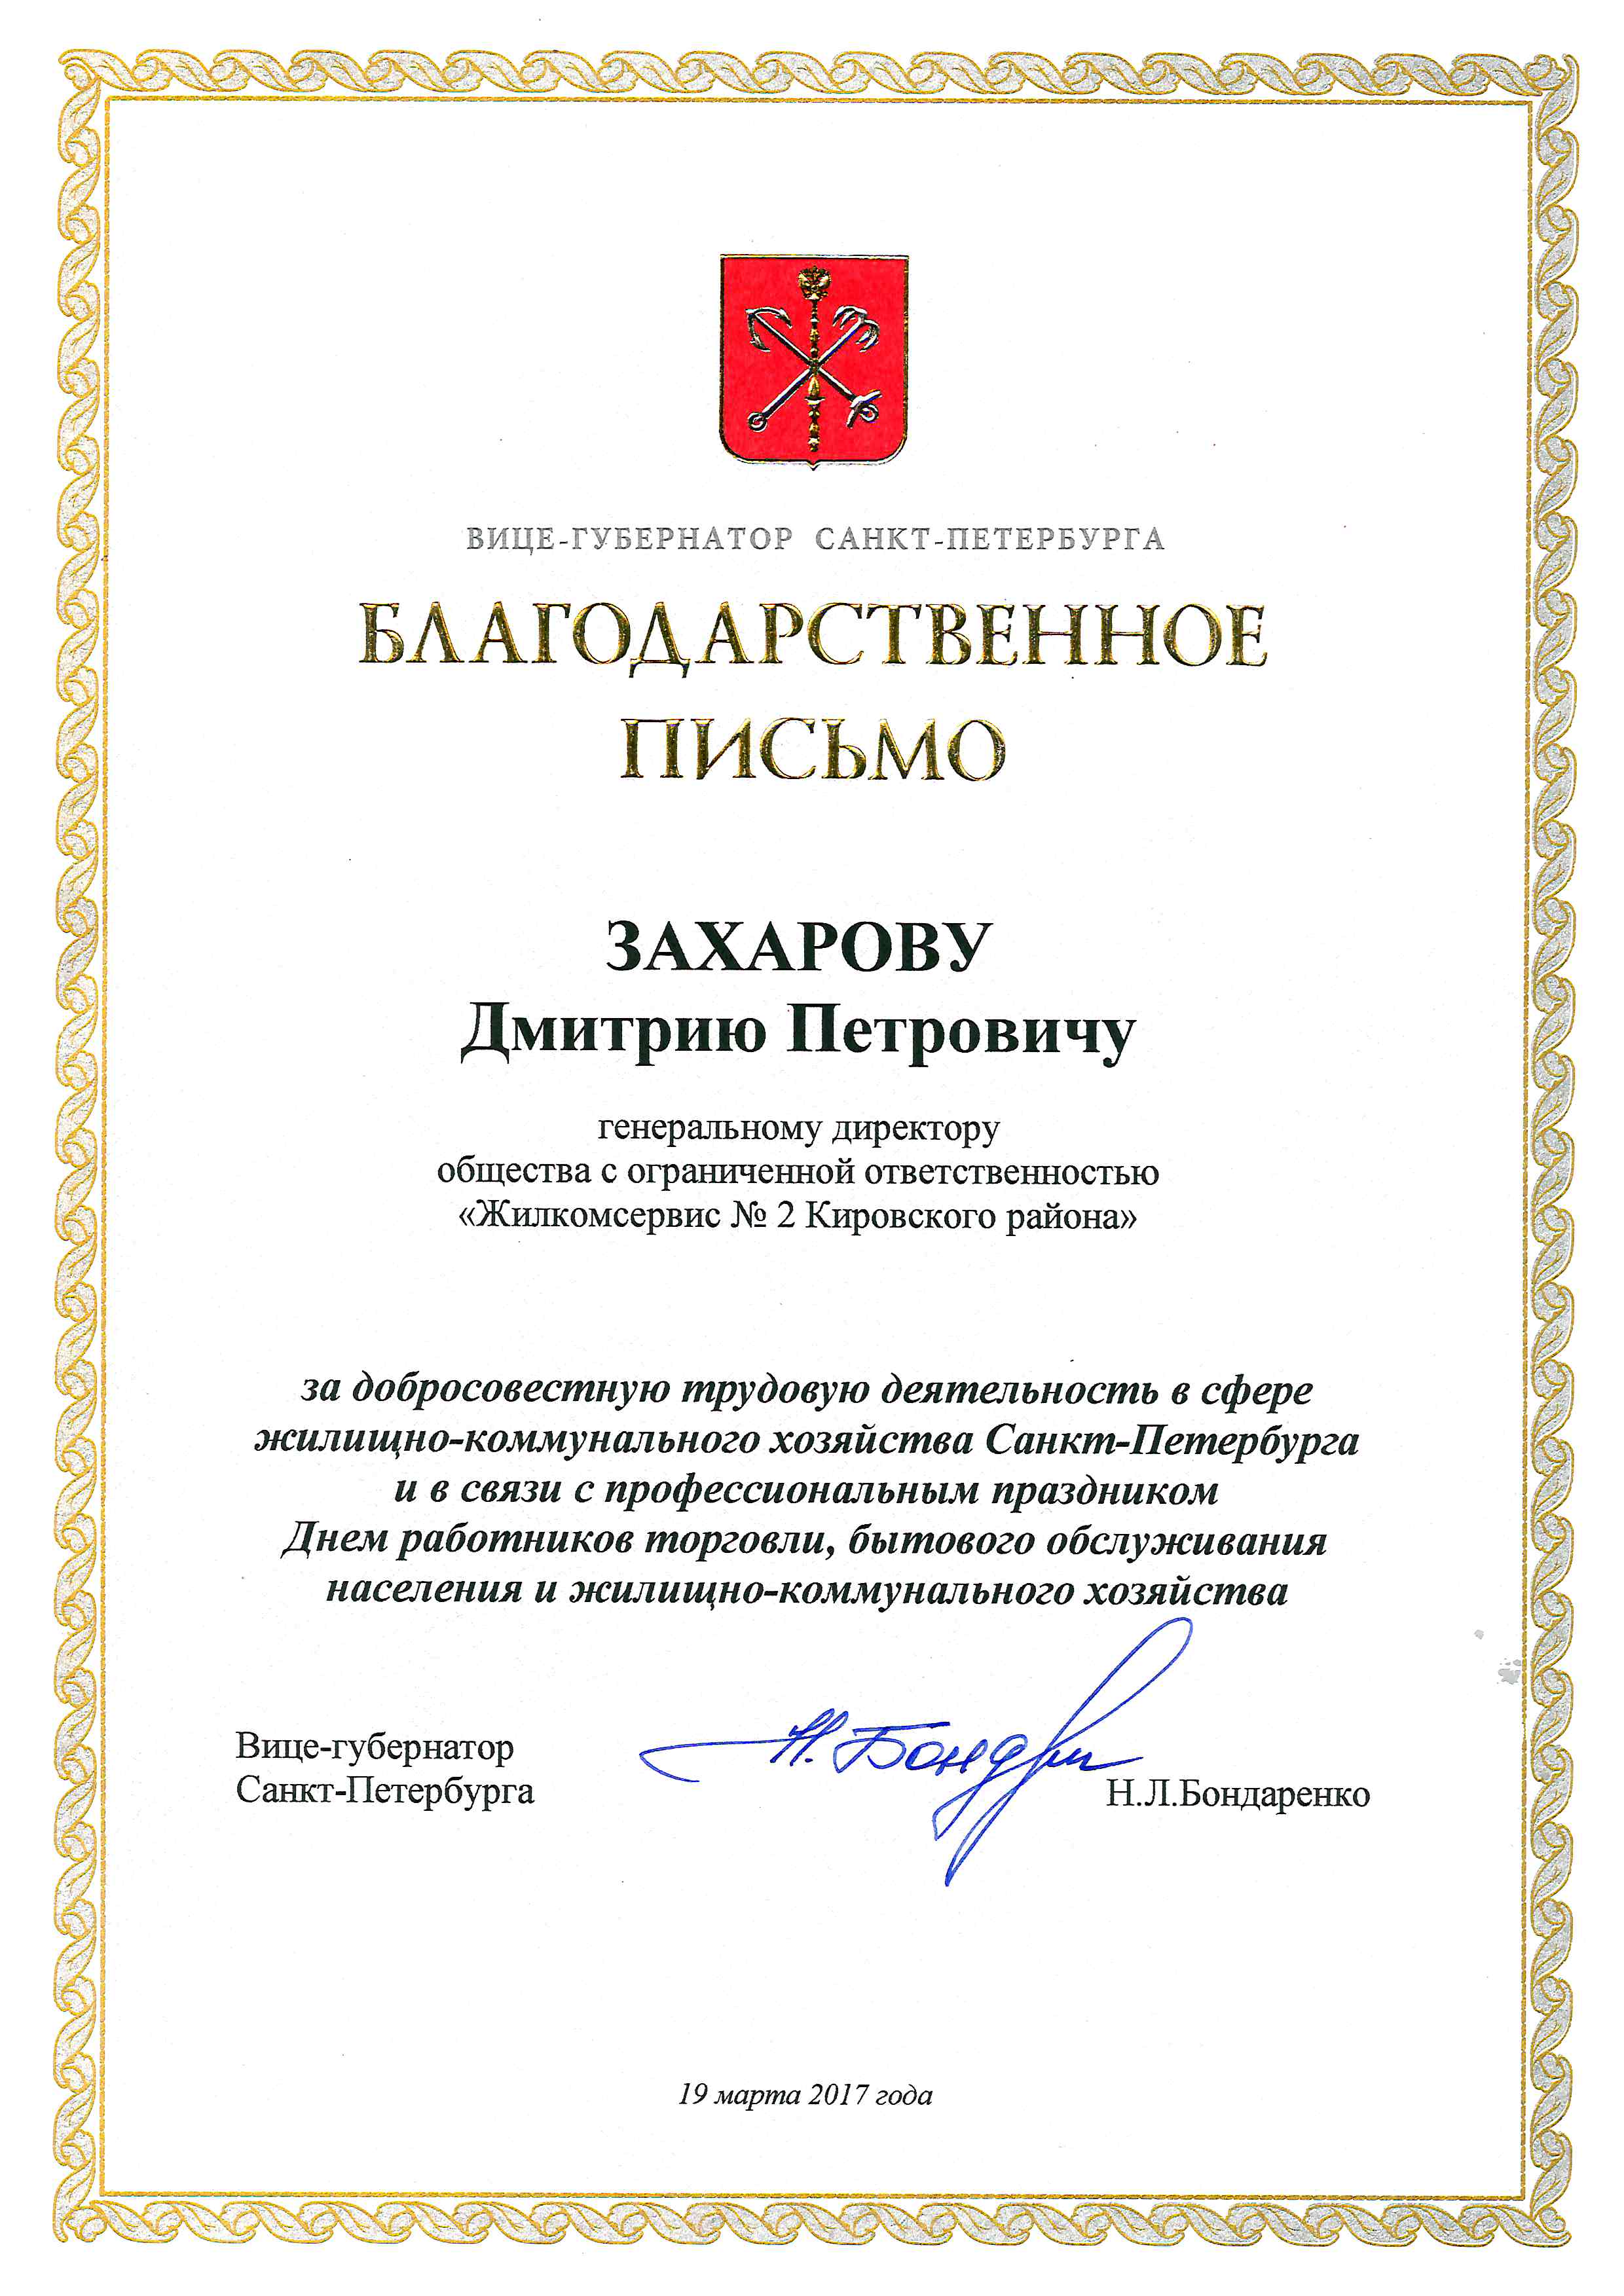 ВИЦЕ-ГУБЕРНАТОР САНКТ-ПЕТЕРБУРГА
БЛАГОДАРСТВЕННОЕ
ПИСЬМО
ЗАХАРОВУ
Дмитрию Петровичу
генеральному директору
общества с ограниченной ответственностью
«Жилкомсервис № 2 Кировского района»
за добросовестную трудовую деятельность в сфере
жилищно-коммунального хозяйства Санкт-Петербурга
и в связи с профессиональным праздником
Днем работников торговли, бытового обслуживания
населения и жилищно-коммунального хозяйства
Вице-губернатор
Санкт-Петербурга
Н.Л.Бондаренко
19 марта 2017 года